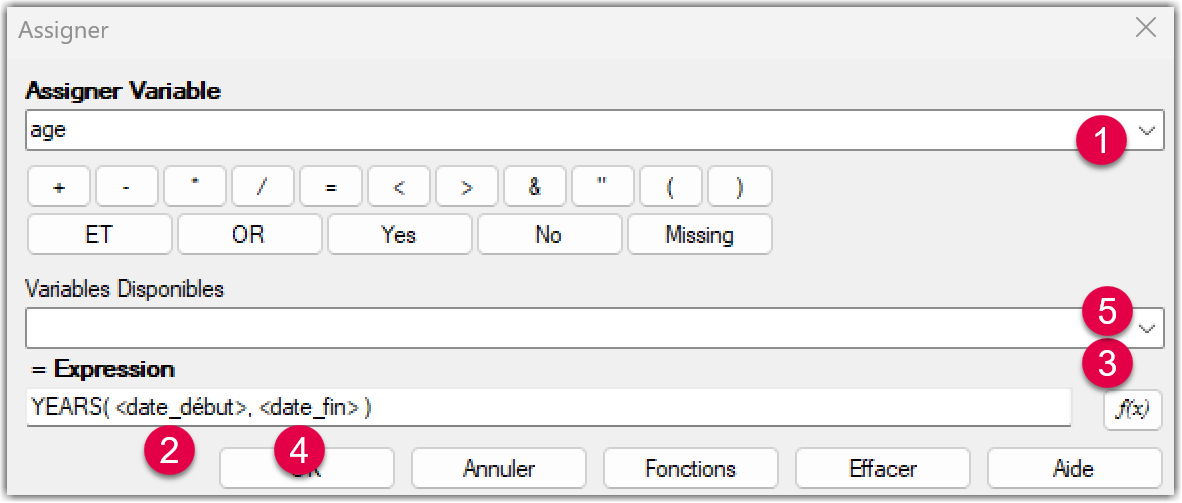 Assigner
Assigner Variable
age
1
+ - * / = < > & " ( )
ET OR Yes No Missing
Variables Disponibles
5
3
= Expression
YEARS( <date_début>, <date_fin> ) f(x)
2 4
Annuler Fonctions Effacer Aide